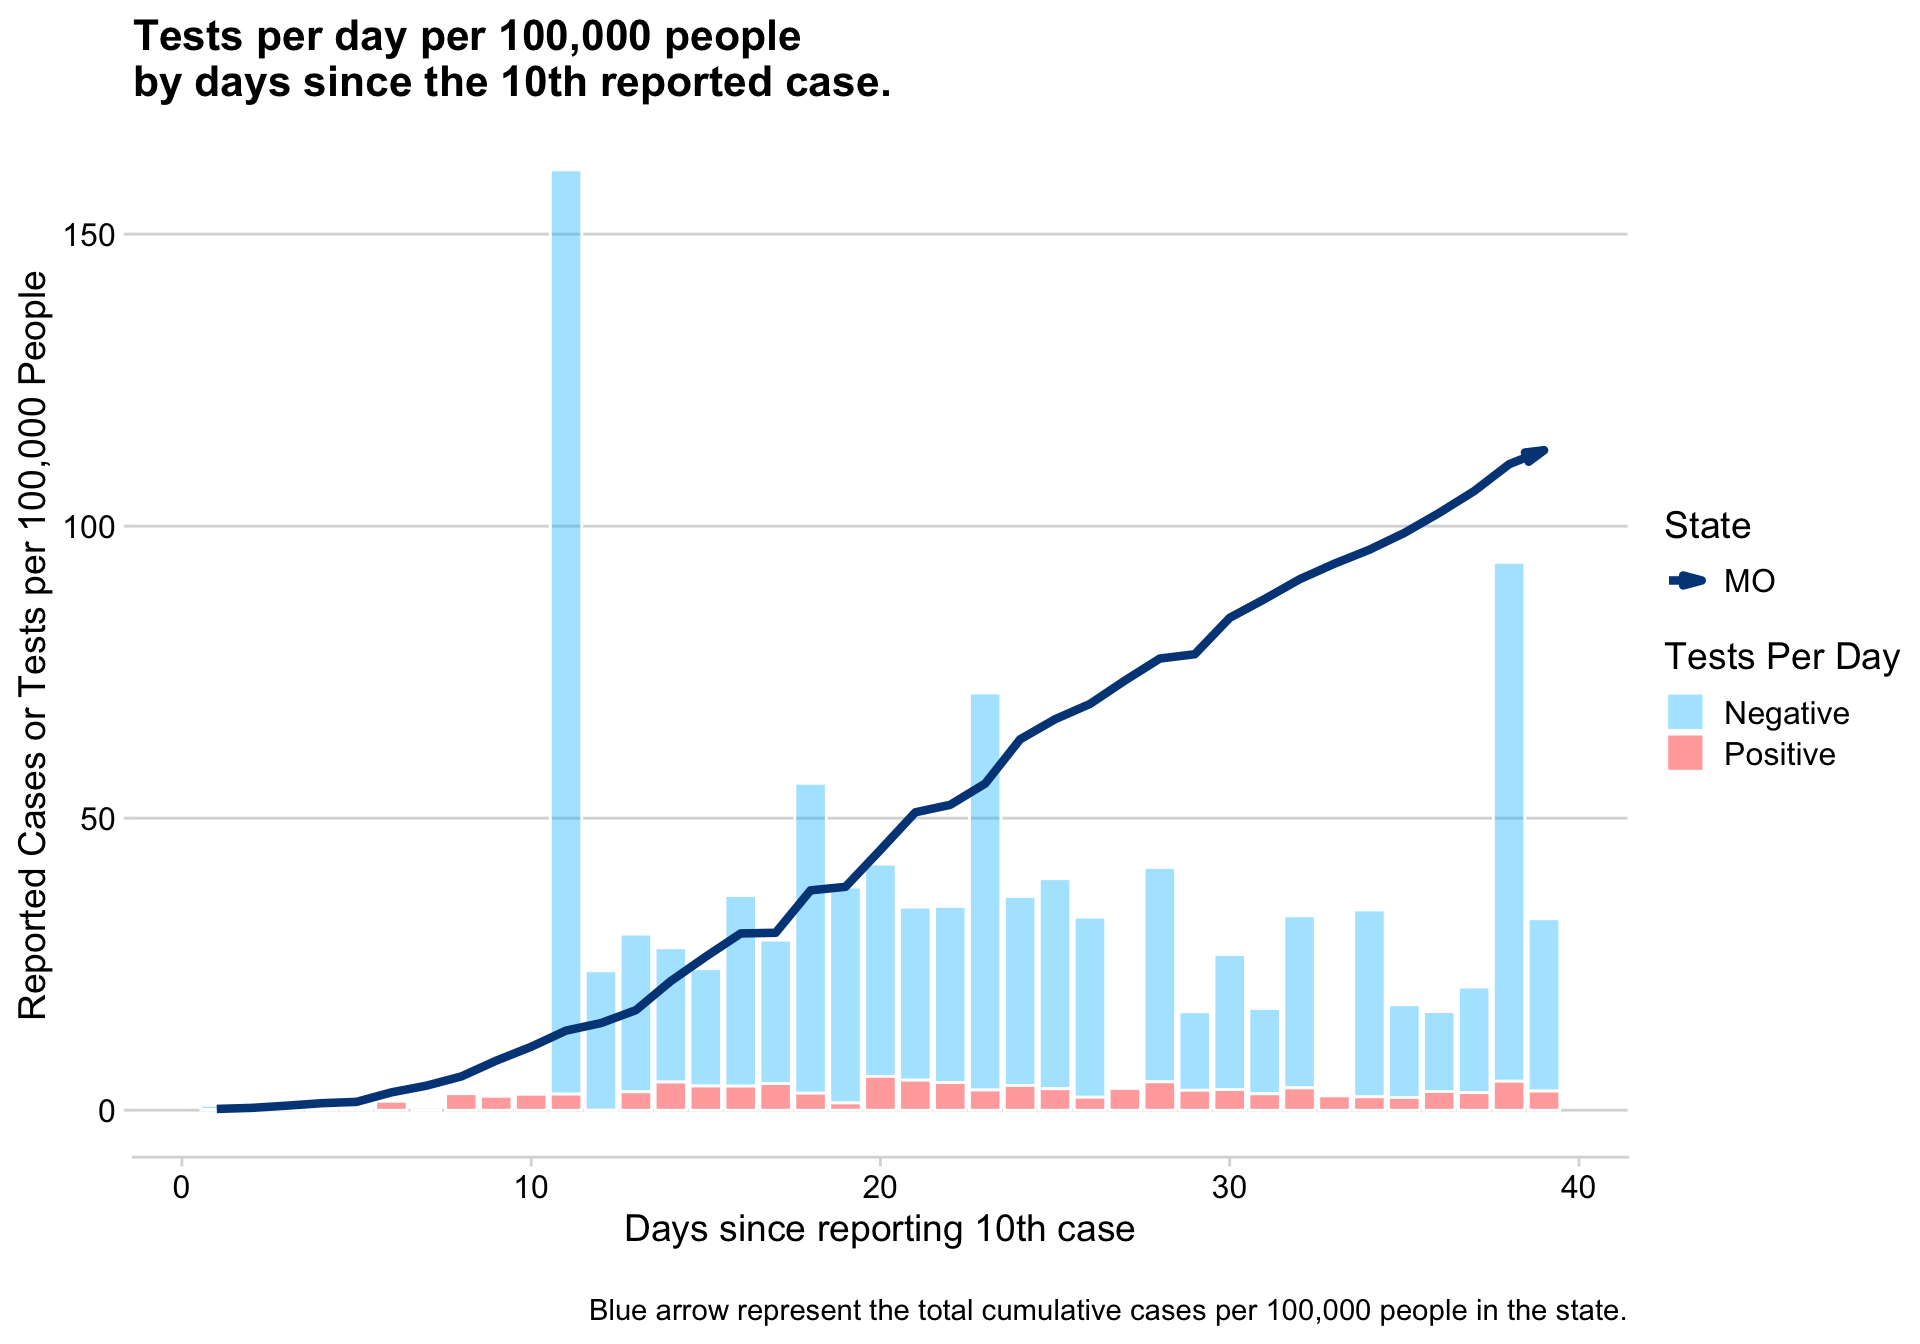 Tests per day per 100,000 people
by days since the 10th reported case.
Reported Cases or Tests per 100,000 People
150
100
50
0
0
10
20
30
40
Days since reporting 10th case
State
MO
Tests Per Day
Negative
Positive
Blue arrow represent the total cumulative cases per 100,000 people in the state.